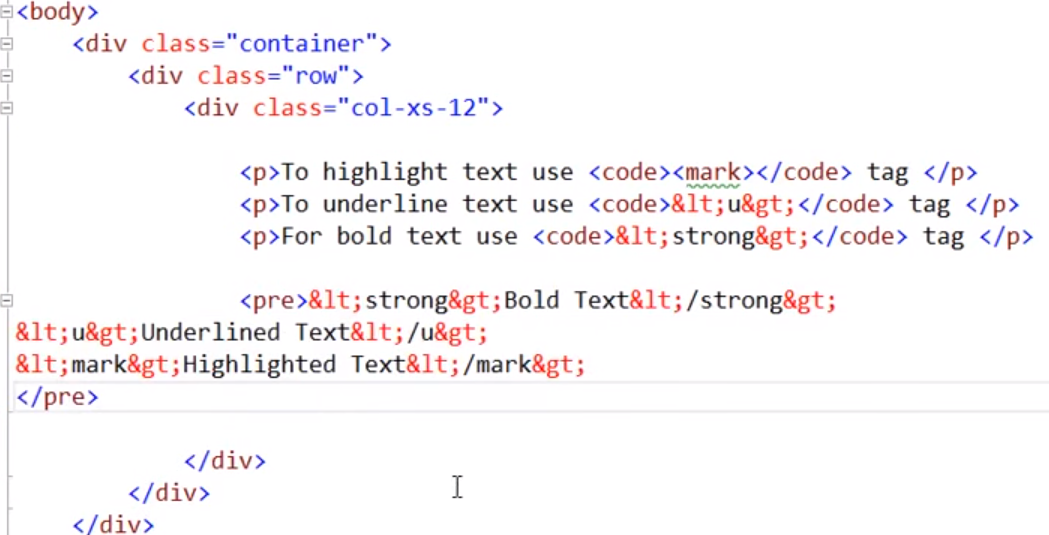 <body>
<div class="container">
<div class="row">
<div class="col-xs-12">
<p>To highlight text use <code><mark></code> tag </p>
<p>To underline text use <code>&lt;u&gt;</code> tag </p>
<p>For bold text use <code>&lt;strong&gt;</code> tag </p>
<pre>&lt;strong&gt;Bold Text&lt;/strong&gt;
&lt;u&gt;Underlined Text&lt;/u&gt;
&lt;mark&gt;Highlighted Text&lt;/mark&gt;
</pre>
</div>
</div>
</div>